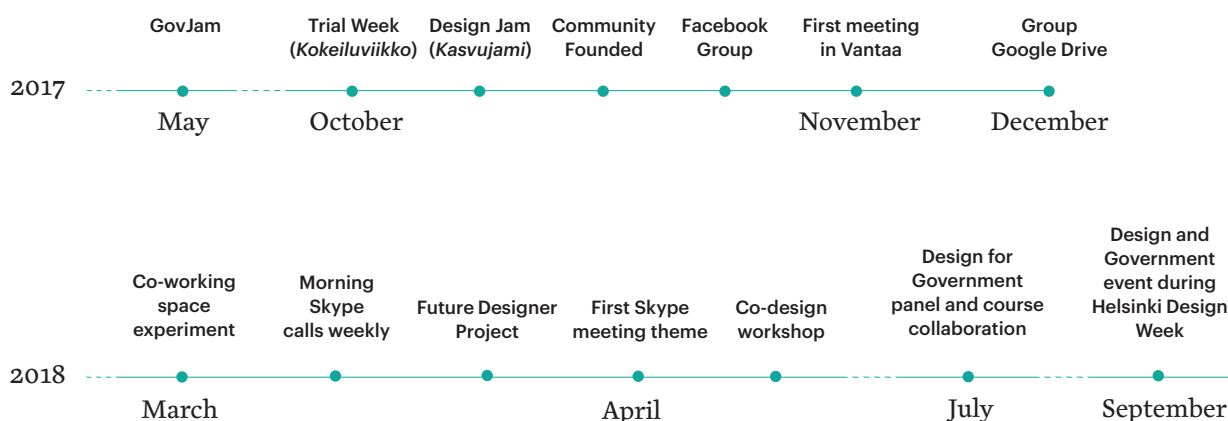 GovJam
Trial Week
(Kokeiluviikko)
Design Jam
(Kasvujami)
Community
Founded
Facebook
Group
First meeting
in Vantaa
Group
Google Drive
2017
May
October
November
December
Co-working
space
experiment
Morning
Skype
calls weekly
Future Designer
Project
First Skype
meeting theme
Co-design
workshop
Design for
Government
panel and course
collaboration
Design and
Government
event during
Helsinki Design
Week
2018
March
April
July
September